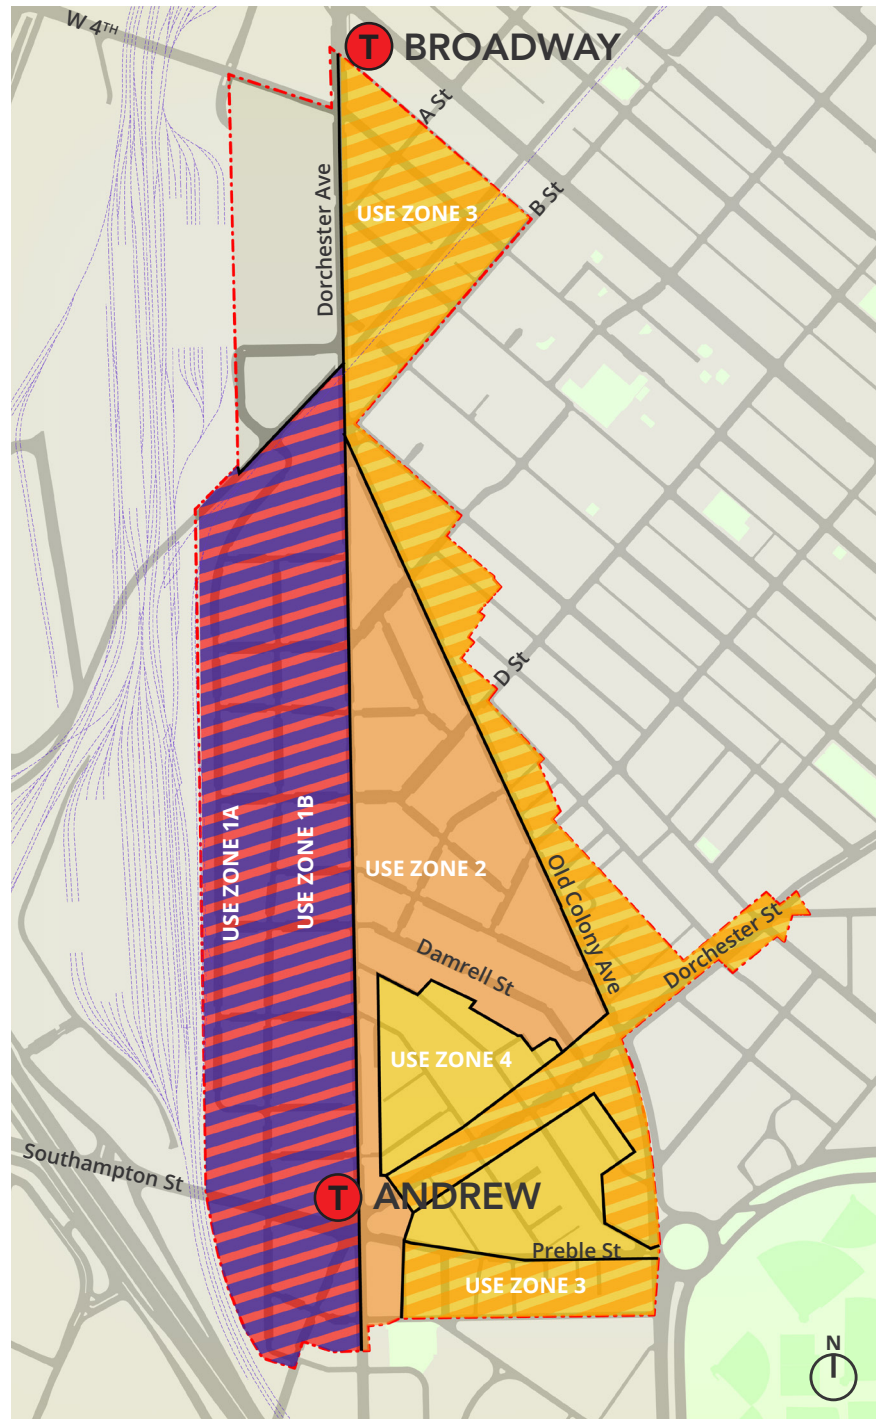 W 4TH
T BROADWAY
A St
B St
Dorchester Ave
USE ZONE 3
D St
USE ZONE 1A
USE ZONE 1B
USE ZONE 2
Old Colony Ave
Dorchester St
Damrell St
USE ZONE 4
Southampton St
T ANDREW
Preble St
USE ZONE 3
N